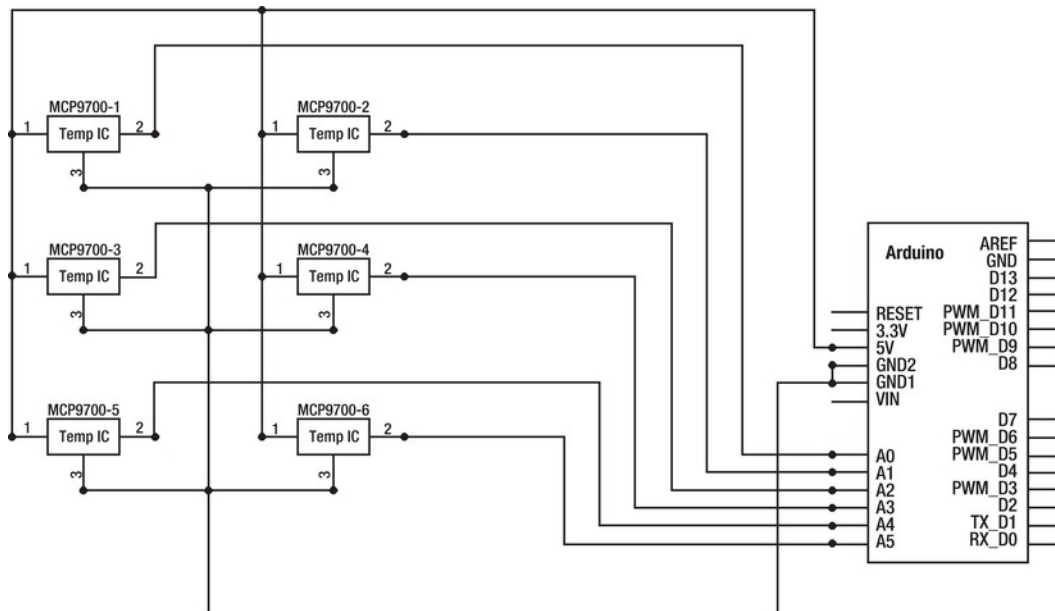 MCP9700-1
1 Temp IC 2
3
MCP9700-2
1 Temp IC 2
3
MCP9700-3
1 Temp IC 2
3
MCP9700-4
1 Temp IC 2
3
MCP9700-5
1 Temp IC 2
3
MCP9700-6
1 Temp IC 2
3
Arduino
RESET
3.3V
5V
GND2
GND1
VIN
A0
A1
A2
A3
A4
A5
AREF
GND
D13
D12
PWM_D11
PWM_D10
PWM_D9
D8
D7
PWM_D6
PWM_D5
D4
PWM_D3
D2
TX_D1
RX_D0